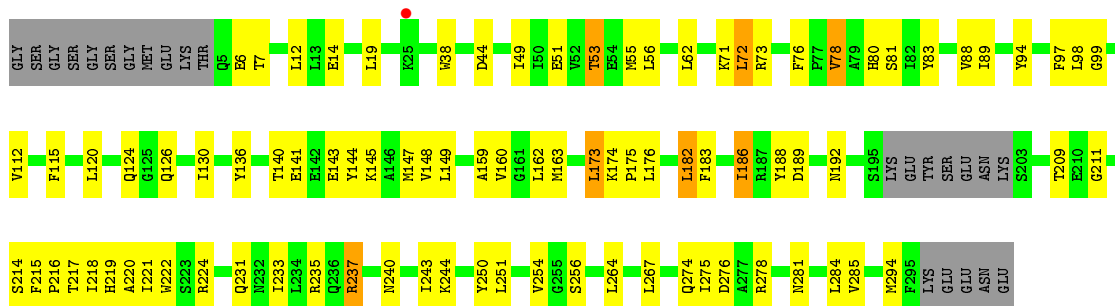 GLY SER GLY SER GLY SER GLY MET GLU LYS THR Q5 E6 T7 L12 L13 E14 L19 K25 W38 D44 I49 I50 E51 V52 T53 E54 M55 L56 L62 K71 L72 R73 F76 P77 V78 A79 H80 S81 I82 Y83 V88 I89 Y94 F97 L98 G99
V112 F115 L120 Q124 G125 Q126 I130 Y136 T140 E141 E142 E143 Y144 K145 A146 M147 V148 L149 A159 V160 G161 L162 M163 L173 K174 P175 L176 L182 F183 I186 R187 Y188 D189 N192 S195 LYS GLU TYR SER GLU ASN LYS S203 T209 E210 G211
S214 F215 P216 T217 I218 H219 A220 I221 W222 S223 R224 Q231 N232 I233 L234 R235 Q236 R237 N240 I243 K244 Y250 L251 V254 G255 S256 L264 L267 Q274 I275 D276 A277 R278 N281 L284 V285 M294 F295 LYS GLU GLU ASN GLU